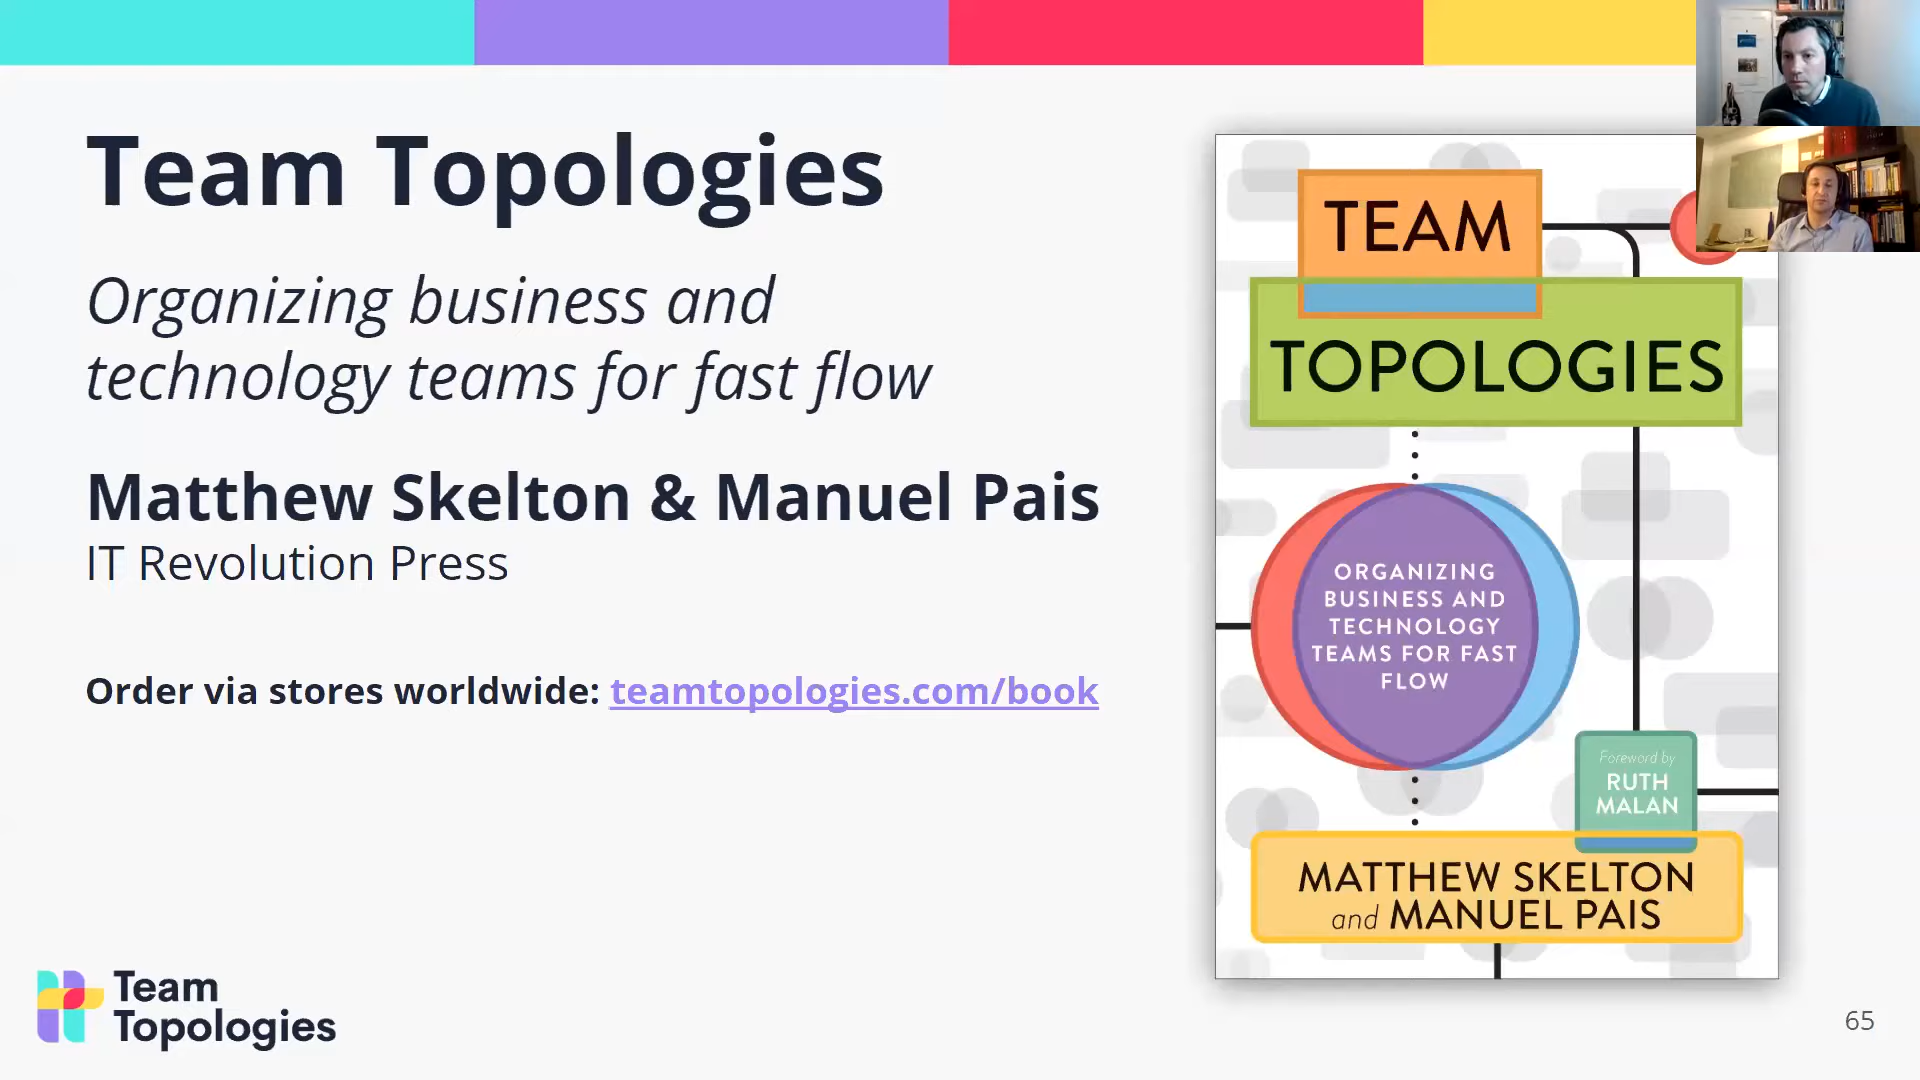 Team Topologies
Organizing business and
technology teams for fast flow
Matthew Skelton & Manuel Pais
IT Revolution Press
Order via stores worldwide: teamtopologies.com/book
TEAM
TOPOLOGIES
ORGANIZING
BUSINESS AND
TECHNOLOGY
TEAMS FOR FAST
FLOW
Foreword by
RUTH
MALAN
MATTHEW SKELTON
and MANUEL PAIS
Team
Topologies
65